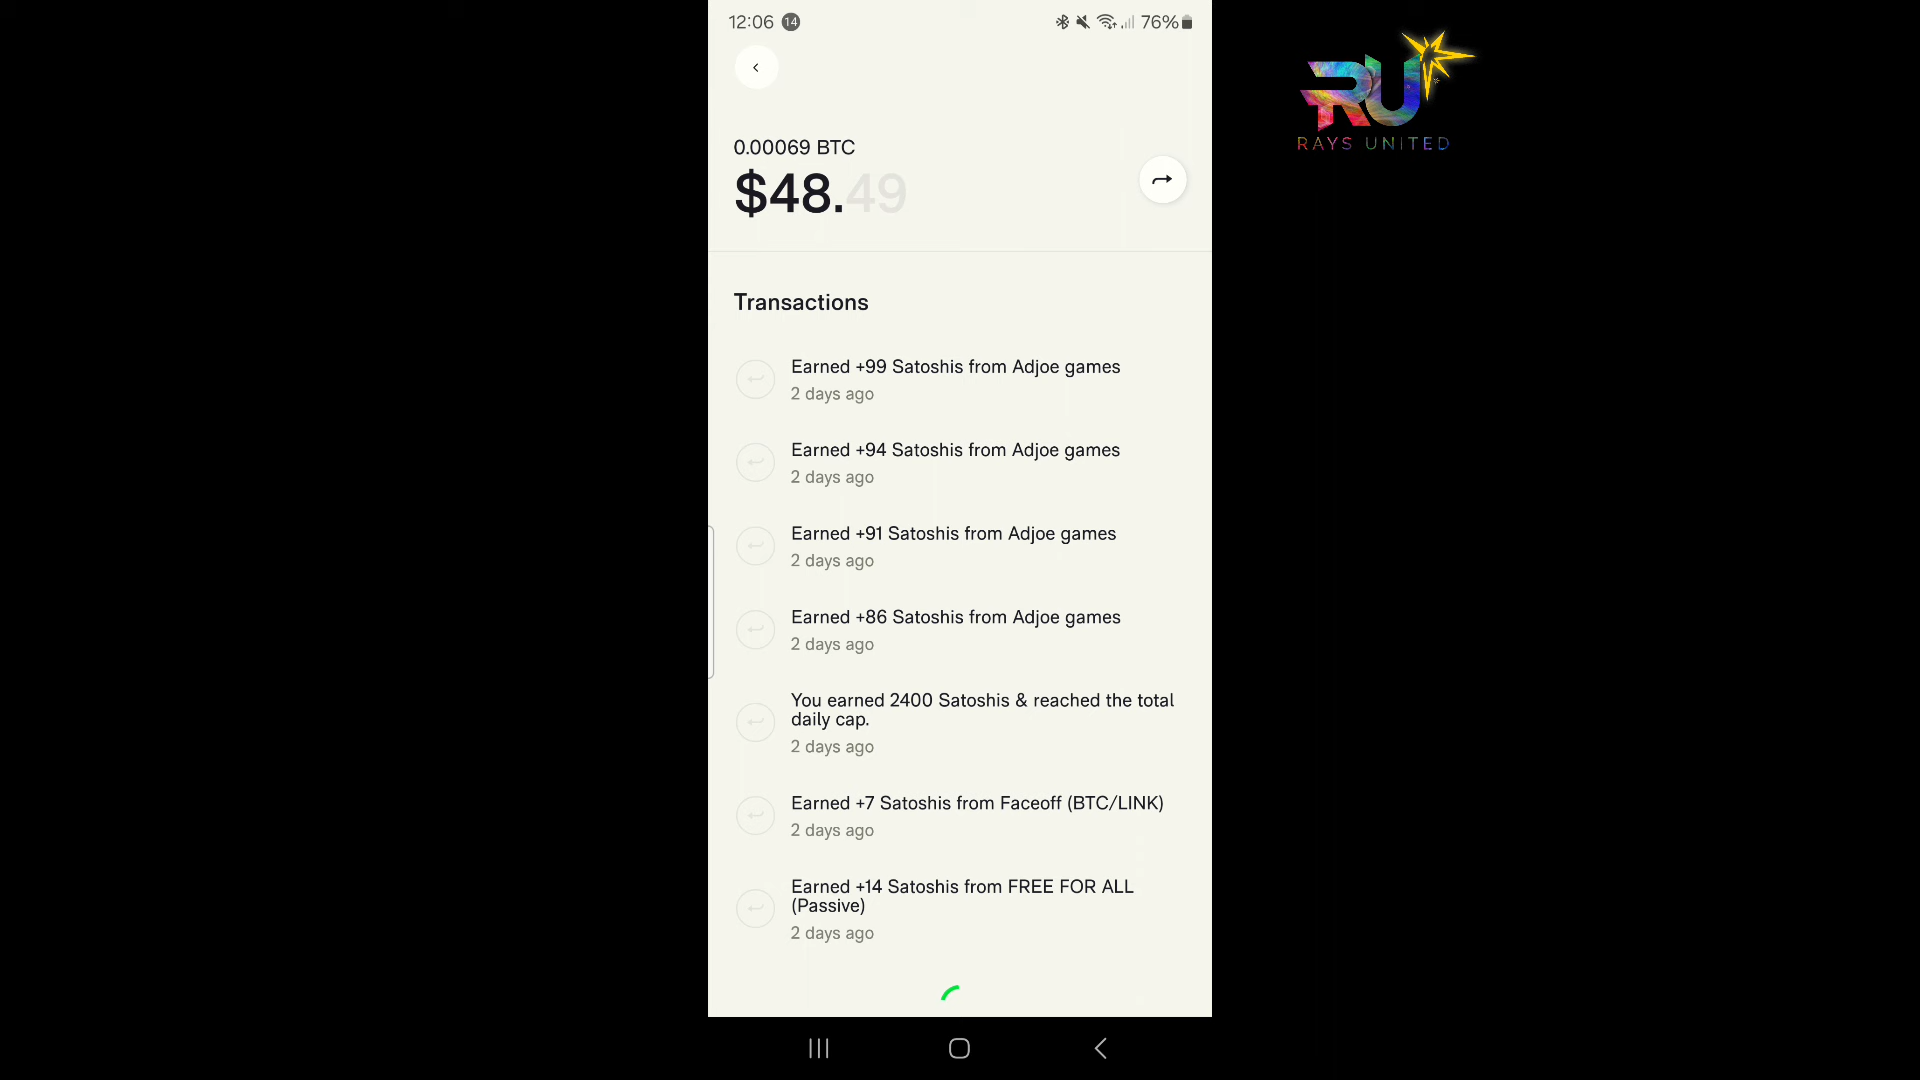 12:06 14
76%
RU
RAYS UNITED
0.00069 BTC
$48.49
Transactions
Earned +99 Satoshis from Adjoe games
2 days ago
Earned +94 Satoshis from Adjoe games
2 days ago
Earned +91 Satoshis from Adjoe games
2 days ago
Earned +86 Satoshis from Adjoe games
2 days ago
You earned 2400 Satoshis & reached the total
daily cap.
2 days ago
Earned +7 Satoshis from Faceoff (BTC/LINK)
2 days ago
Earned +14 Satoshis from FREE FOR ALL
(Passive)
2 days ago